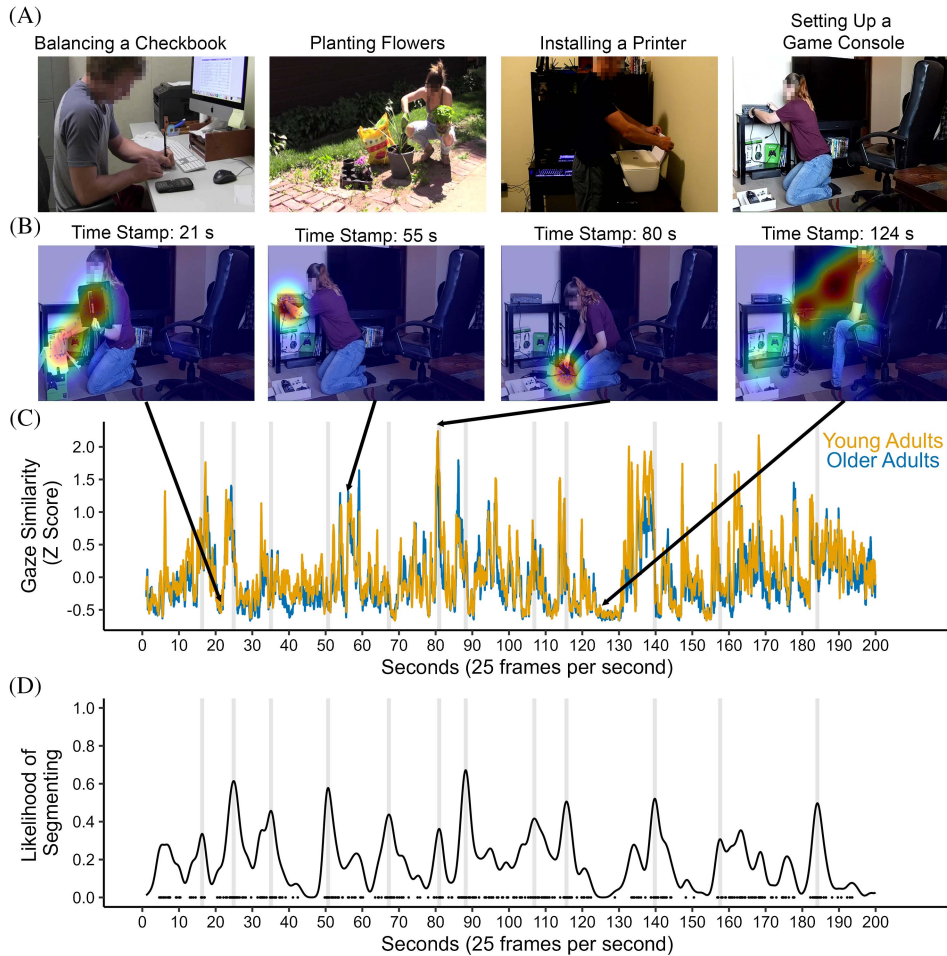 (A)
Balancing a Checkbook
Planting Flowers
Installing a Printer
Setting Up a
Game Console
(B)
Time Stamp: 21 s
Time Stamp: 55 s
Time Stamp: 80 s
Time Stamp: 124 s
(C)
Gaze Similarity
(Z Score)
2.0
1.5
1.0
0.5
0.0
-0.5
Young Adults
Older Adults
0 10 20 30 40 50 60 70 80 90 100 110 120 130 140 150 160 170 180 190 200
Seconds (25 frames per second)
(D)
Likelihood of
Segmenting
1.0
0.8
0.6
0.4
0.2
0.0
0 10 20 30 40 50 60 70 80 90 100 110 120 130 140 150 160 170 180 190 200
Seconds (25 frames per second)